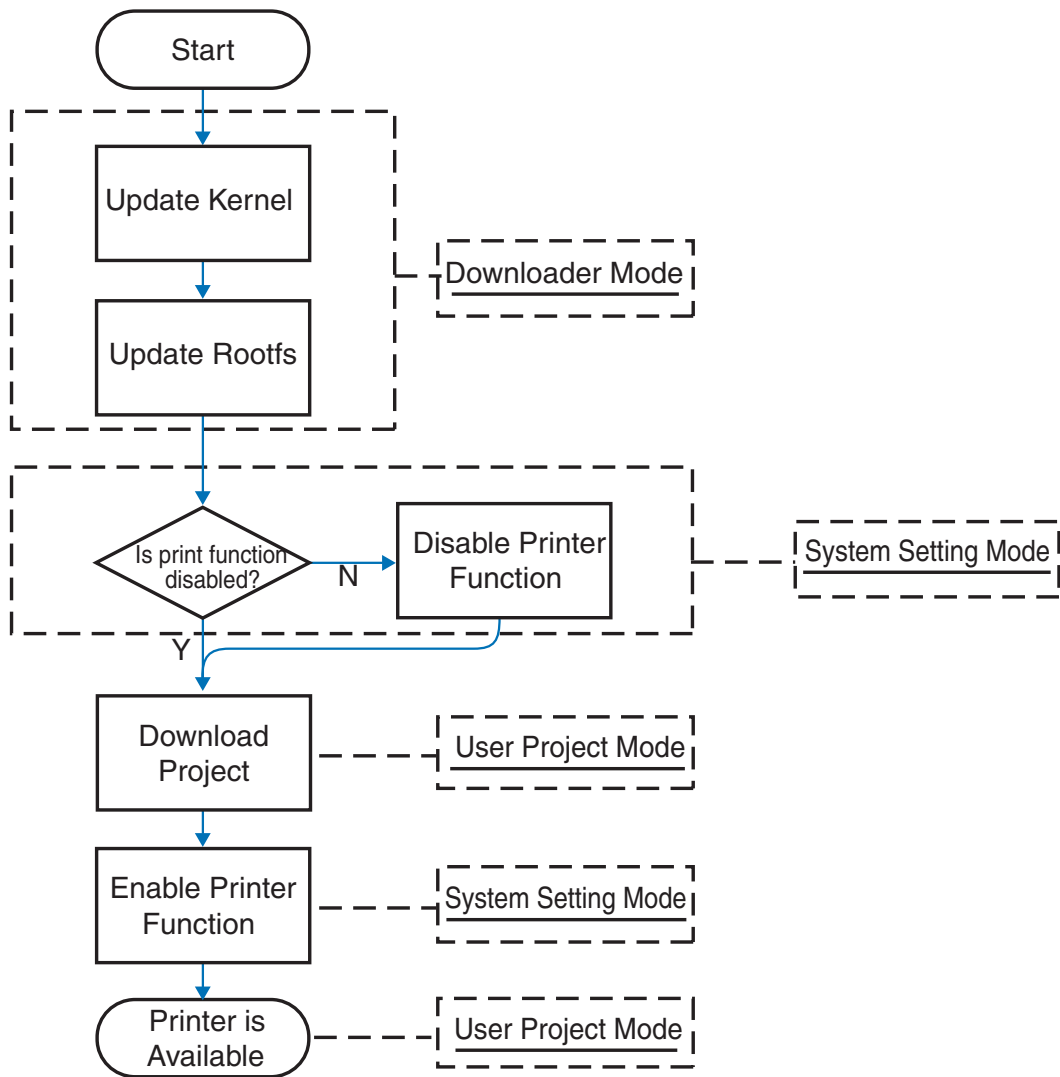 Start
Update Kernel
Downloader Mode
Update Rootfs
Is print function
disabled?
N
Disable Printer
Function
System Setting Mode
Y
Download
Project
User Project Mode
Enable Printer
Function
System Setting Mode
Printer is
Available
User Project Mode